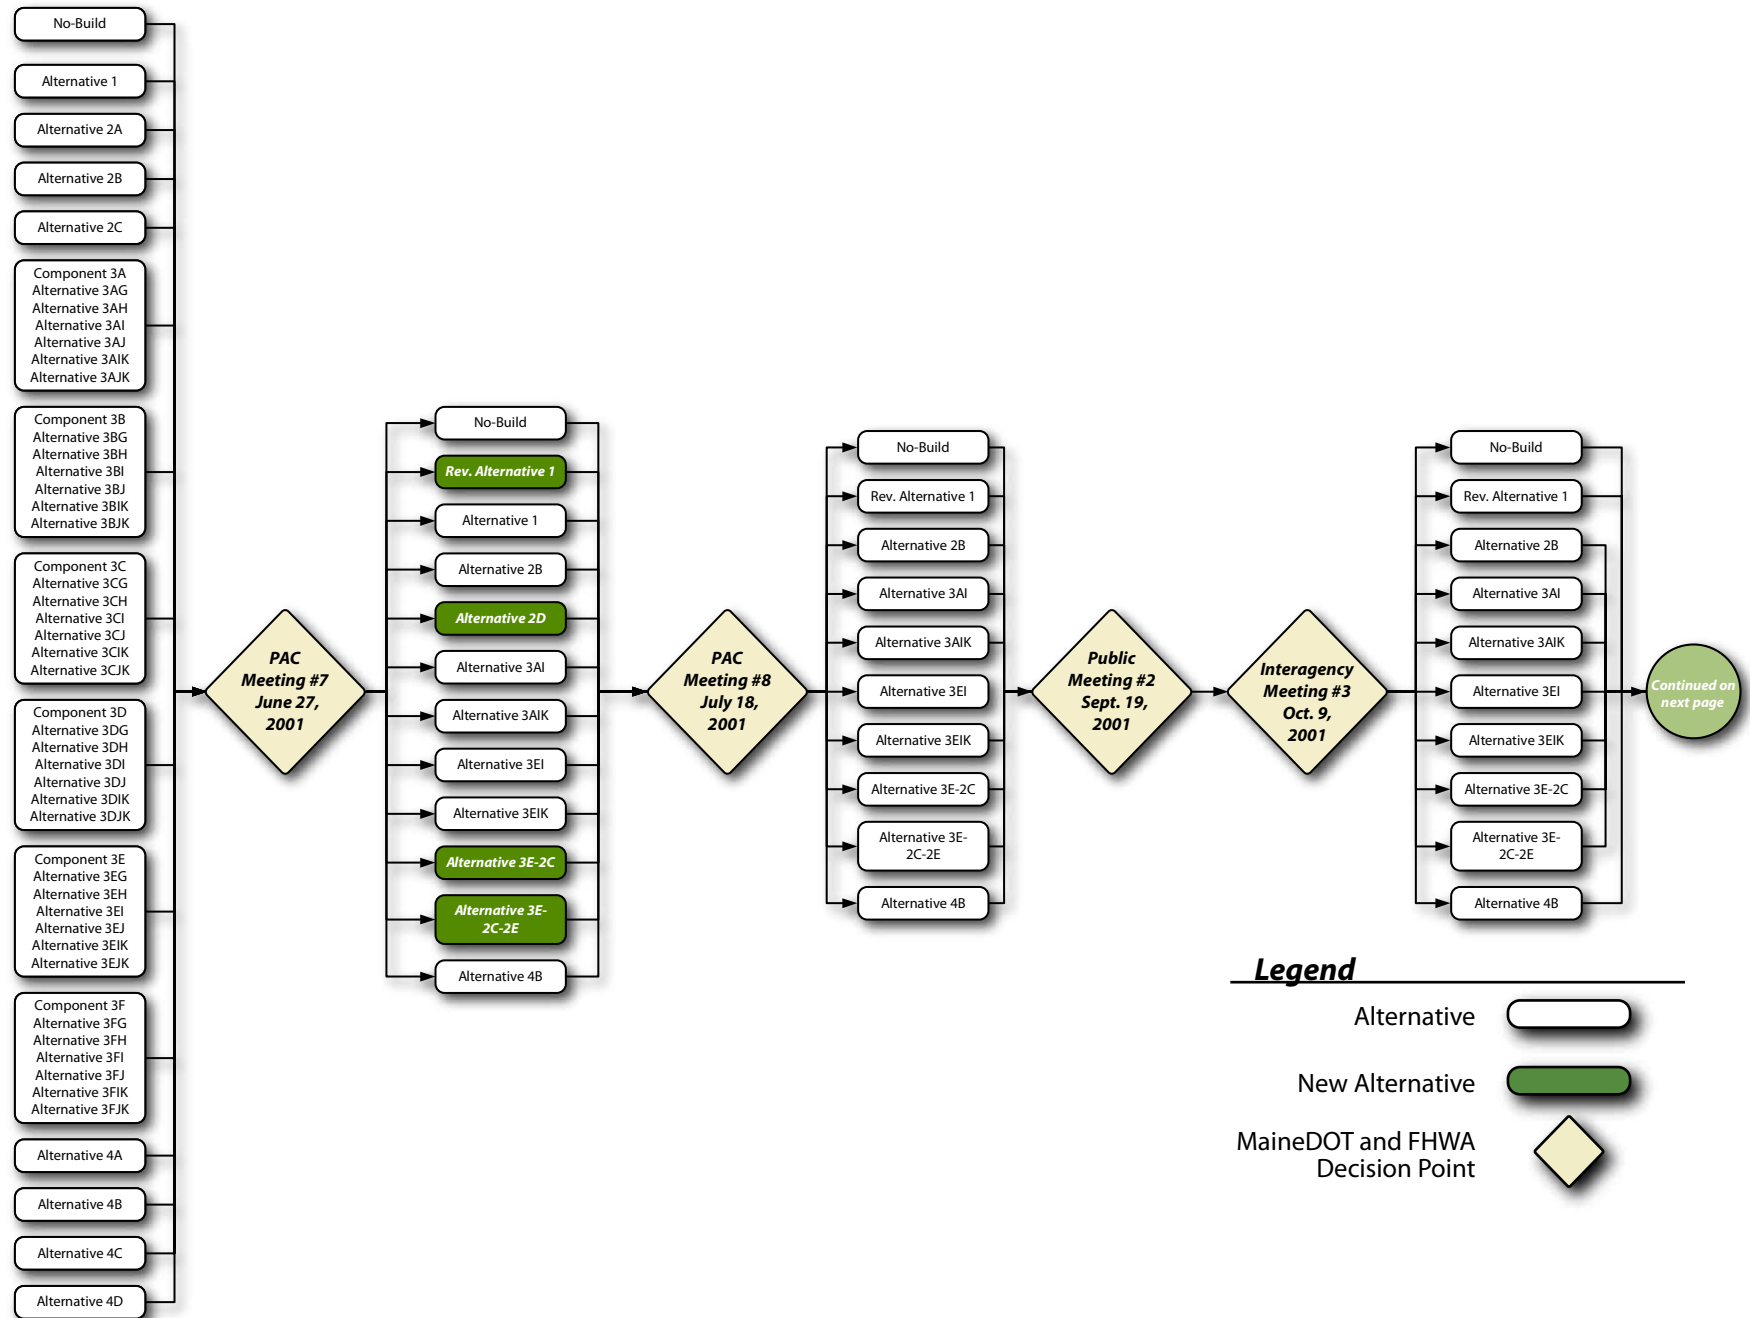 No-Build
Alternative 1
Alternative 2A
Alternative 2B
Alternative 2C
Component 3A
Alternative 3AG
Alternative 3AH
Alternative 3AI
Alternative 3AJ
Alternative 3AIK
Alternative 3AJK
Component 3B
Alternative 3BG
Alternative 3BH
Alternative 3BI
Alternative 3BJ
Alternative 3BIK
Alternative 3BJK
Component 3C
Alternative 3CG
Alternative 3CH
Alternative 3CI
Alternative 3CJ
Alternative 3CIK
Alternative 3CJK
Component 3D
Alternative 3DG
Alternative 3DH
Alternative 3DI
Alternative 3DJ
Alternative 3DIK
Alternative 3DJK
Component 3E
Alternative 3EG
Alternative 3EH
Alternative 3EI
Alternative 3EJ
Alternative 3EIK
Alternative 3EJK
Component 3F
Alternative 3FG
Alternative 3FH
Alternative 3FI
Alternative 3FJ
Alternative 3FIK
Alternative 3FJK
Alternative 4A
Alternative 4B
Alternative 4C
Alternative 4D
PAC
Meeting #7
June 27,
2001
No-Build
Rev. Alternative 1
Alternative 1
Alternative 2B
Alternative 2D
Alternative 3AI
Alternative 3AIK
Alternative 3EI
Alternative 3EIK
Alternative 3E-2C
Alternative 3E-
2C-2E
Alternative 4B
PAC
Meeting #8
July 18,
2001
No-Build
Rev. Alternative 1
Alternative 2B
Alternative 3AI
Alternative 3AIK
Alternative 3EI
Alternative 3EIK
Alternative 3E-2C
Alternative 3E-
2C-2E
Alternative 4B
Public
Meeting #2
Sept. 19,
2001
Interagency
Meeting #3
Oct. 9,
2001
No-Build
Rev. Alternative 1
Alternative 2B
Alternative 3AI
Alternative 3AIK
Alternative 3EI
Alternative 3EIK
Alternative 3E-2C
Alternative 3E-
2C-2E
Alternative 4B
Continued on
next page
Legend
Alternative
New Alternative
MaineDOT and FHWA
Decision Point